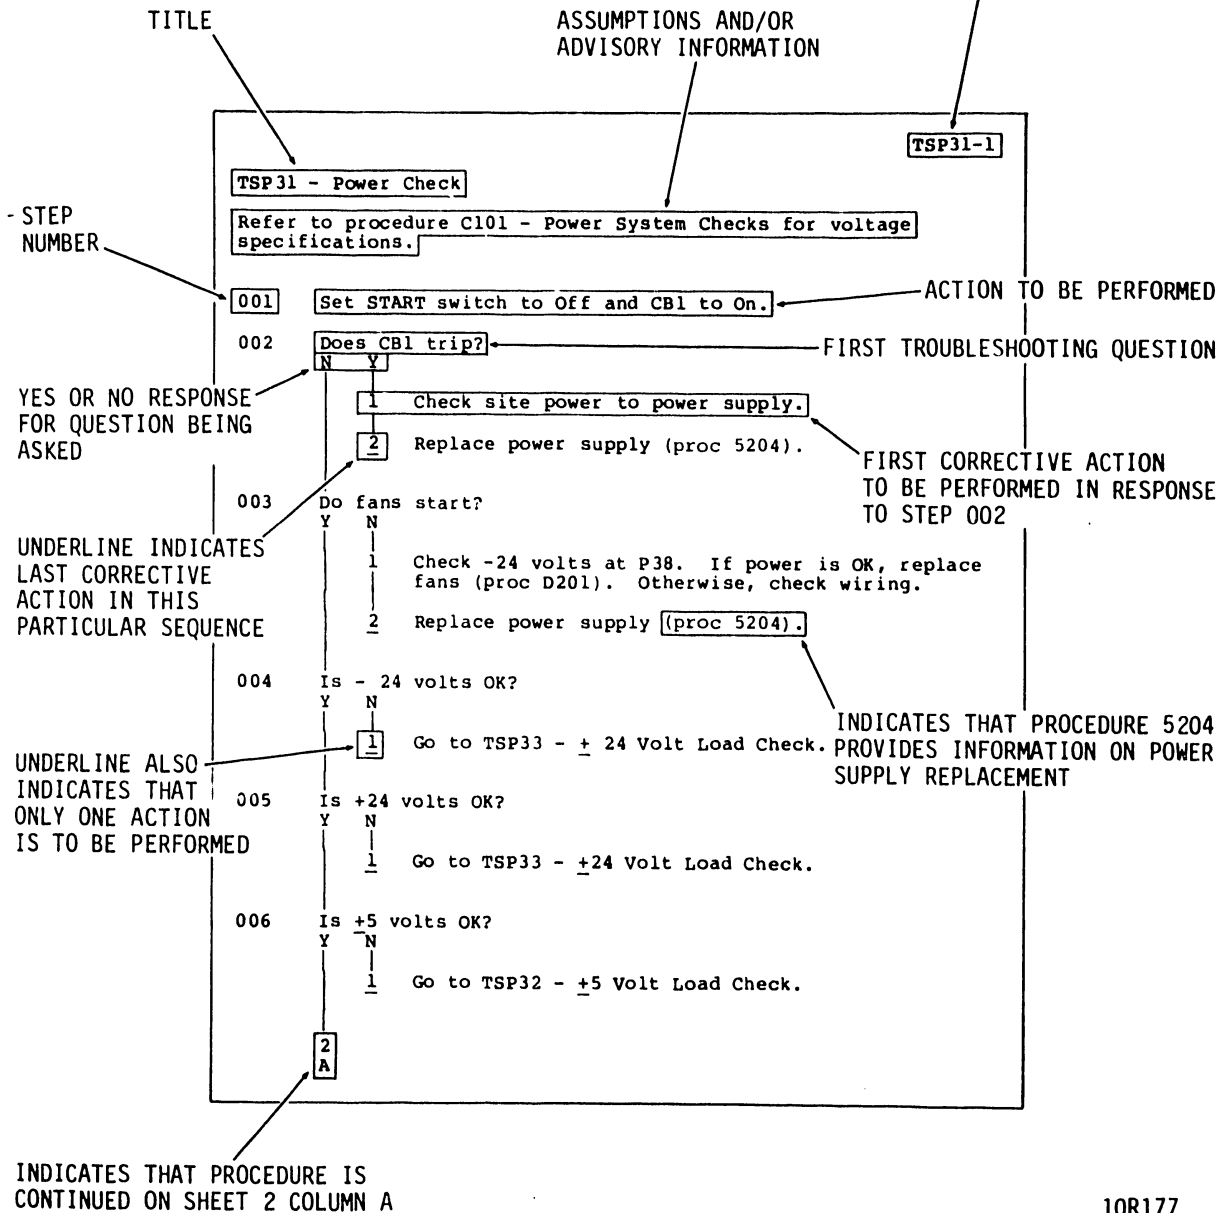 TITLE
ASSUMPTIONS AND/OR
ADVISORY INFORMATION
TSP31-1
TSP31 - Power Check
Refer to procedure C101 - Power System Checks for voltage
specifications.
- STEP
NUMBER
001 Set START switch to Off and CB1 to On.
ACTION TO BE PERFORMED
002 Does CB1 trip?
N Y
FIRST TROUBLESHOOTING QUESTION
YES OR NO RESPONSE
FOR QUESTION BEING
ASKED
1 Check site power to power supply.
2 Replace power supply (proc 5204).
FIRST CORRECTIVE ACTION
TO BE PERFORMED IN RESPONSE
TO STEP 002
003 Do fans start?
Y N
UNDERLINE INDICATES
LAST CORRECTIVE
ACTION IN THIS
PARTICULAR SEQUENCE
1 Check -24 volts at P38. If power is OK, replace
fans (proc D201). Otherwise, check wiring.
2 Replace power supply (proc 5204).
004 Is - 24 volts OK?
Y N
1 Go to TSP33 - + 24 Volt Load Check.
INDICATES THAT PROCEDURE 5204
PROVIDES INFORMATION ON POWER
SUPPLY REPLACEMENT
UNDERLINE ALSO
INDICATES THAT
ONLY ONE ACTION
IS TO BE PERFORMED
005 Is +24 volts OK?
Y N
1 Go to TSP33 - +24 Volt Load Check.
006 Is +5 volts OK?
Y N
1 Go to TSP32 - +5 Volt Load Check.
2
A
INDICATES THAT PROCEDURE IS
CONTINUED ON SHEET 2 COLUMN A
10R177